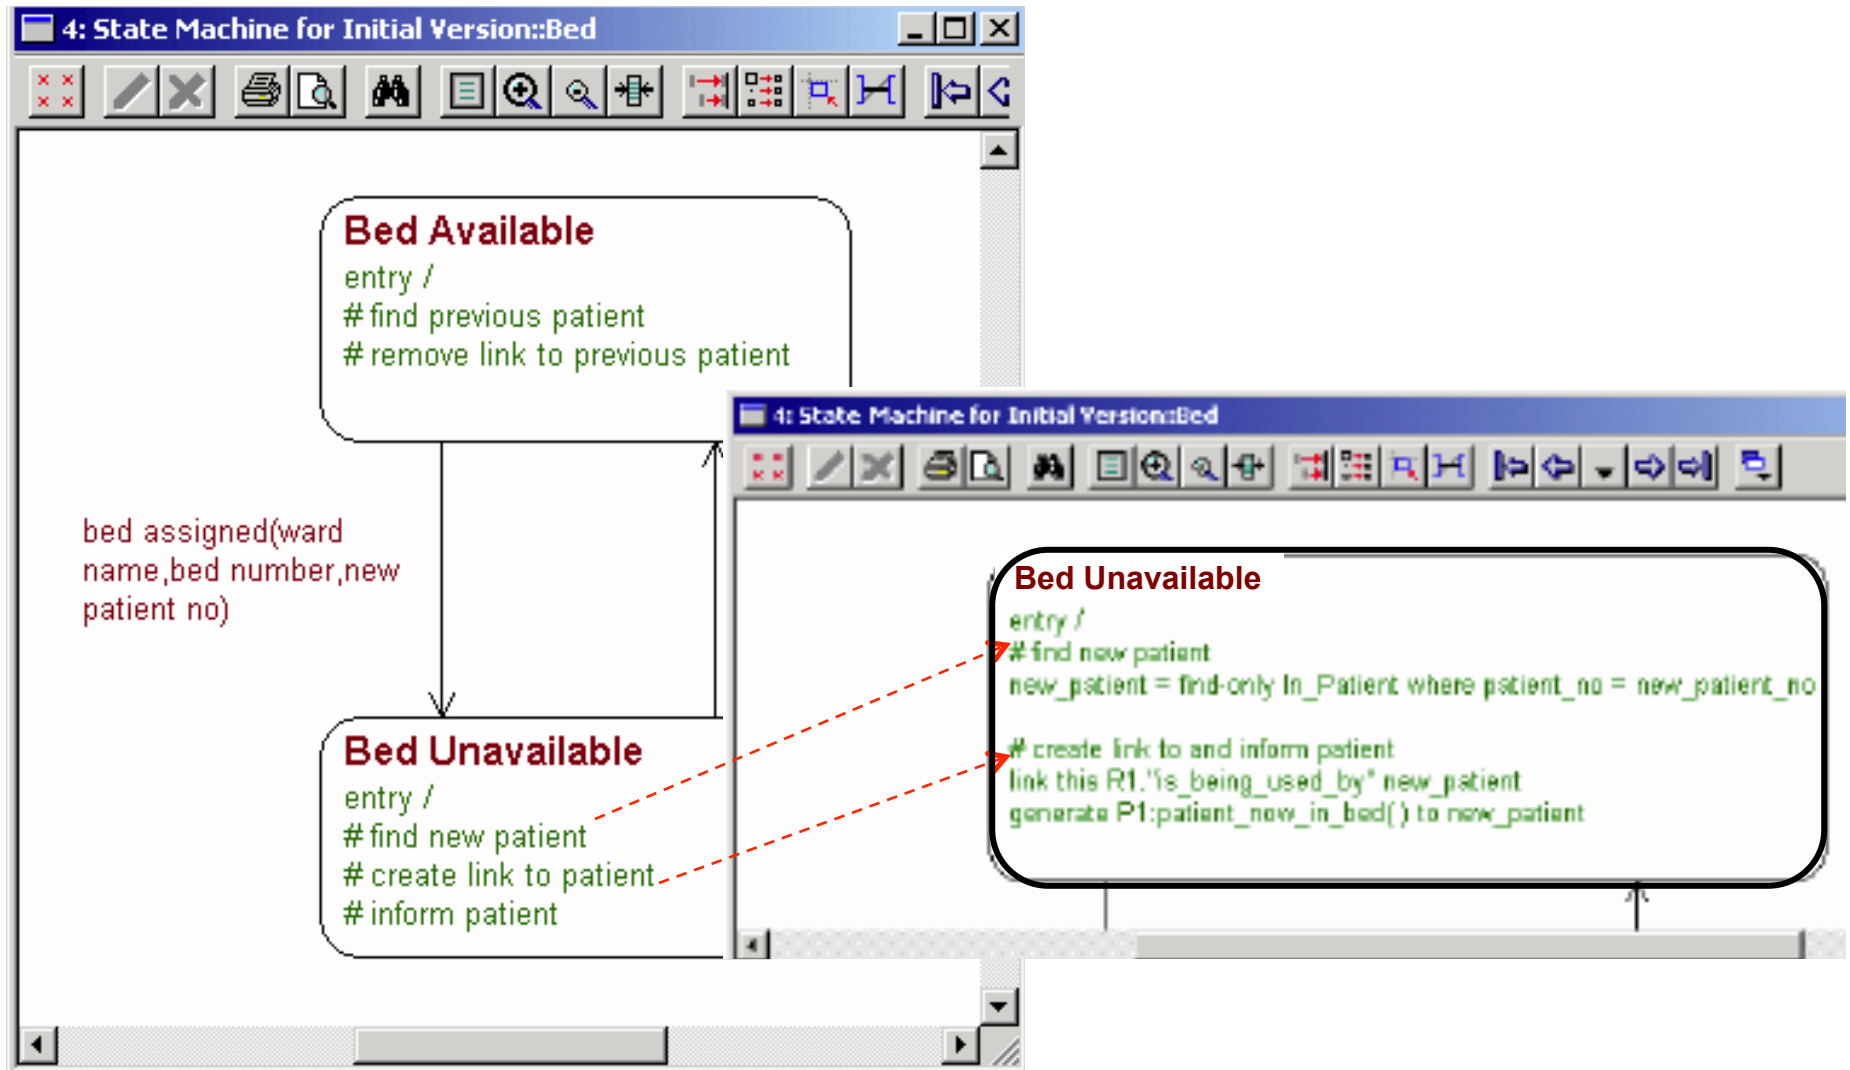 4: State Machine for Initial Version::Bed
Bed Available
entry /
# find previous patient
# remove link to previous patient
bed assigned(ward
name,bed number,new
patient no)
Bed Unavailable
entry /
# find new patient
# create link to patient
# inform patient
4: State Machine for Initial Version::Bed
Bed Unavailable
entry /
# find new patient
new_patient = find-only In_Patient where patient_no = new_patient_no
# create link to and inform patient
link this R1."is_being_used_by" new_patient
generate P1:patient_now_in_bed() to new_patient